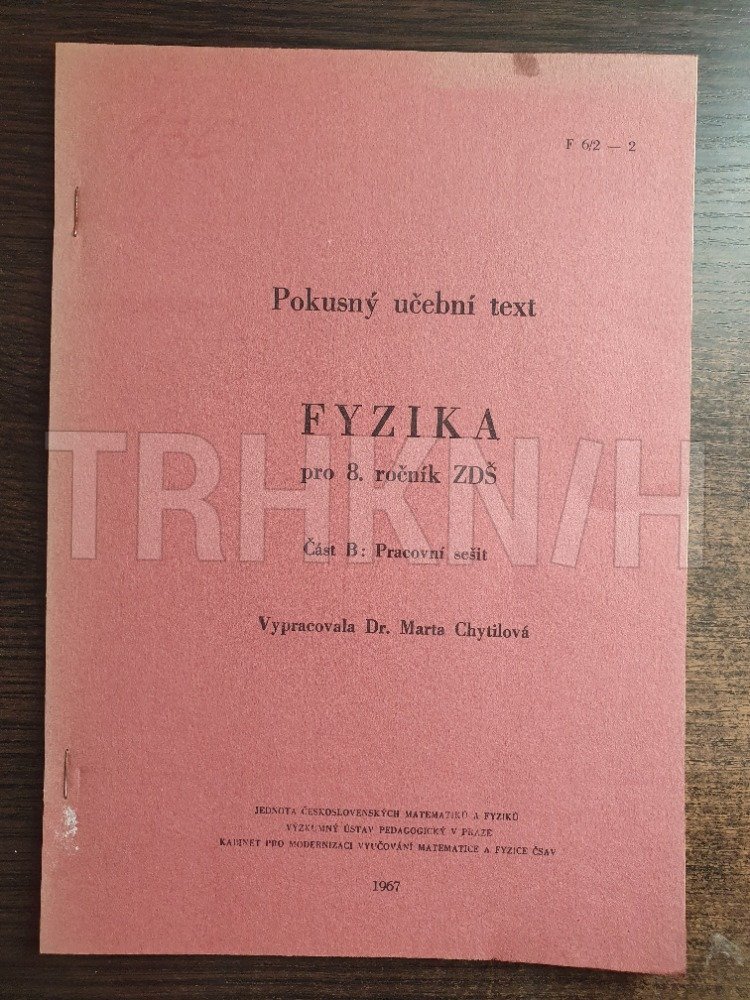 F 6/2 — 2
Pokusný učební text
FYZIKA
pro 8. ročník ZDŠ
TRHKNIH
Část B: Pracovní sešit
Vypracovala Dr. Marta Chytilová
JEDNOTA ČESKOSLOVENSKÝCH MATEMATIKŮ A FYZIKŮ
VÝZKUMNÝ ÚSTAV PEDAGOGICKÝ V PRAZE
KABINET PRO MODERNIZACI VYUČOVÁNÍ MATEMATICE A FYZICE ČSAV
1967